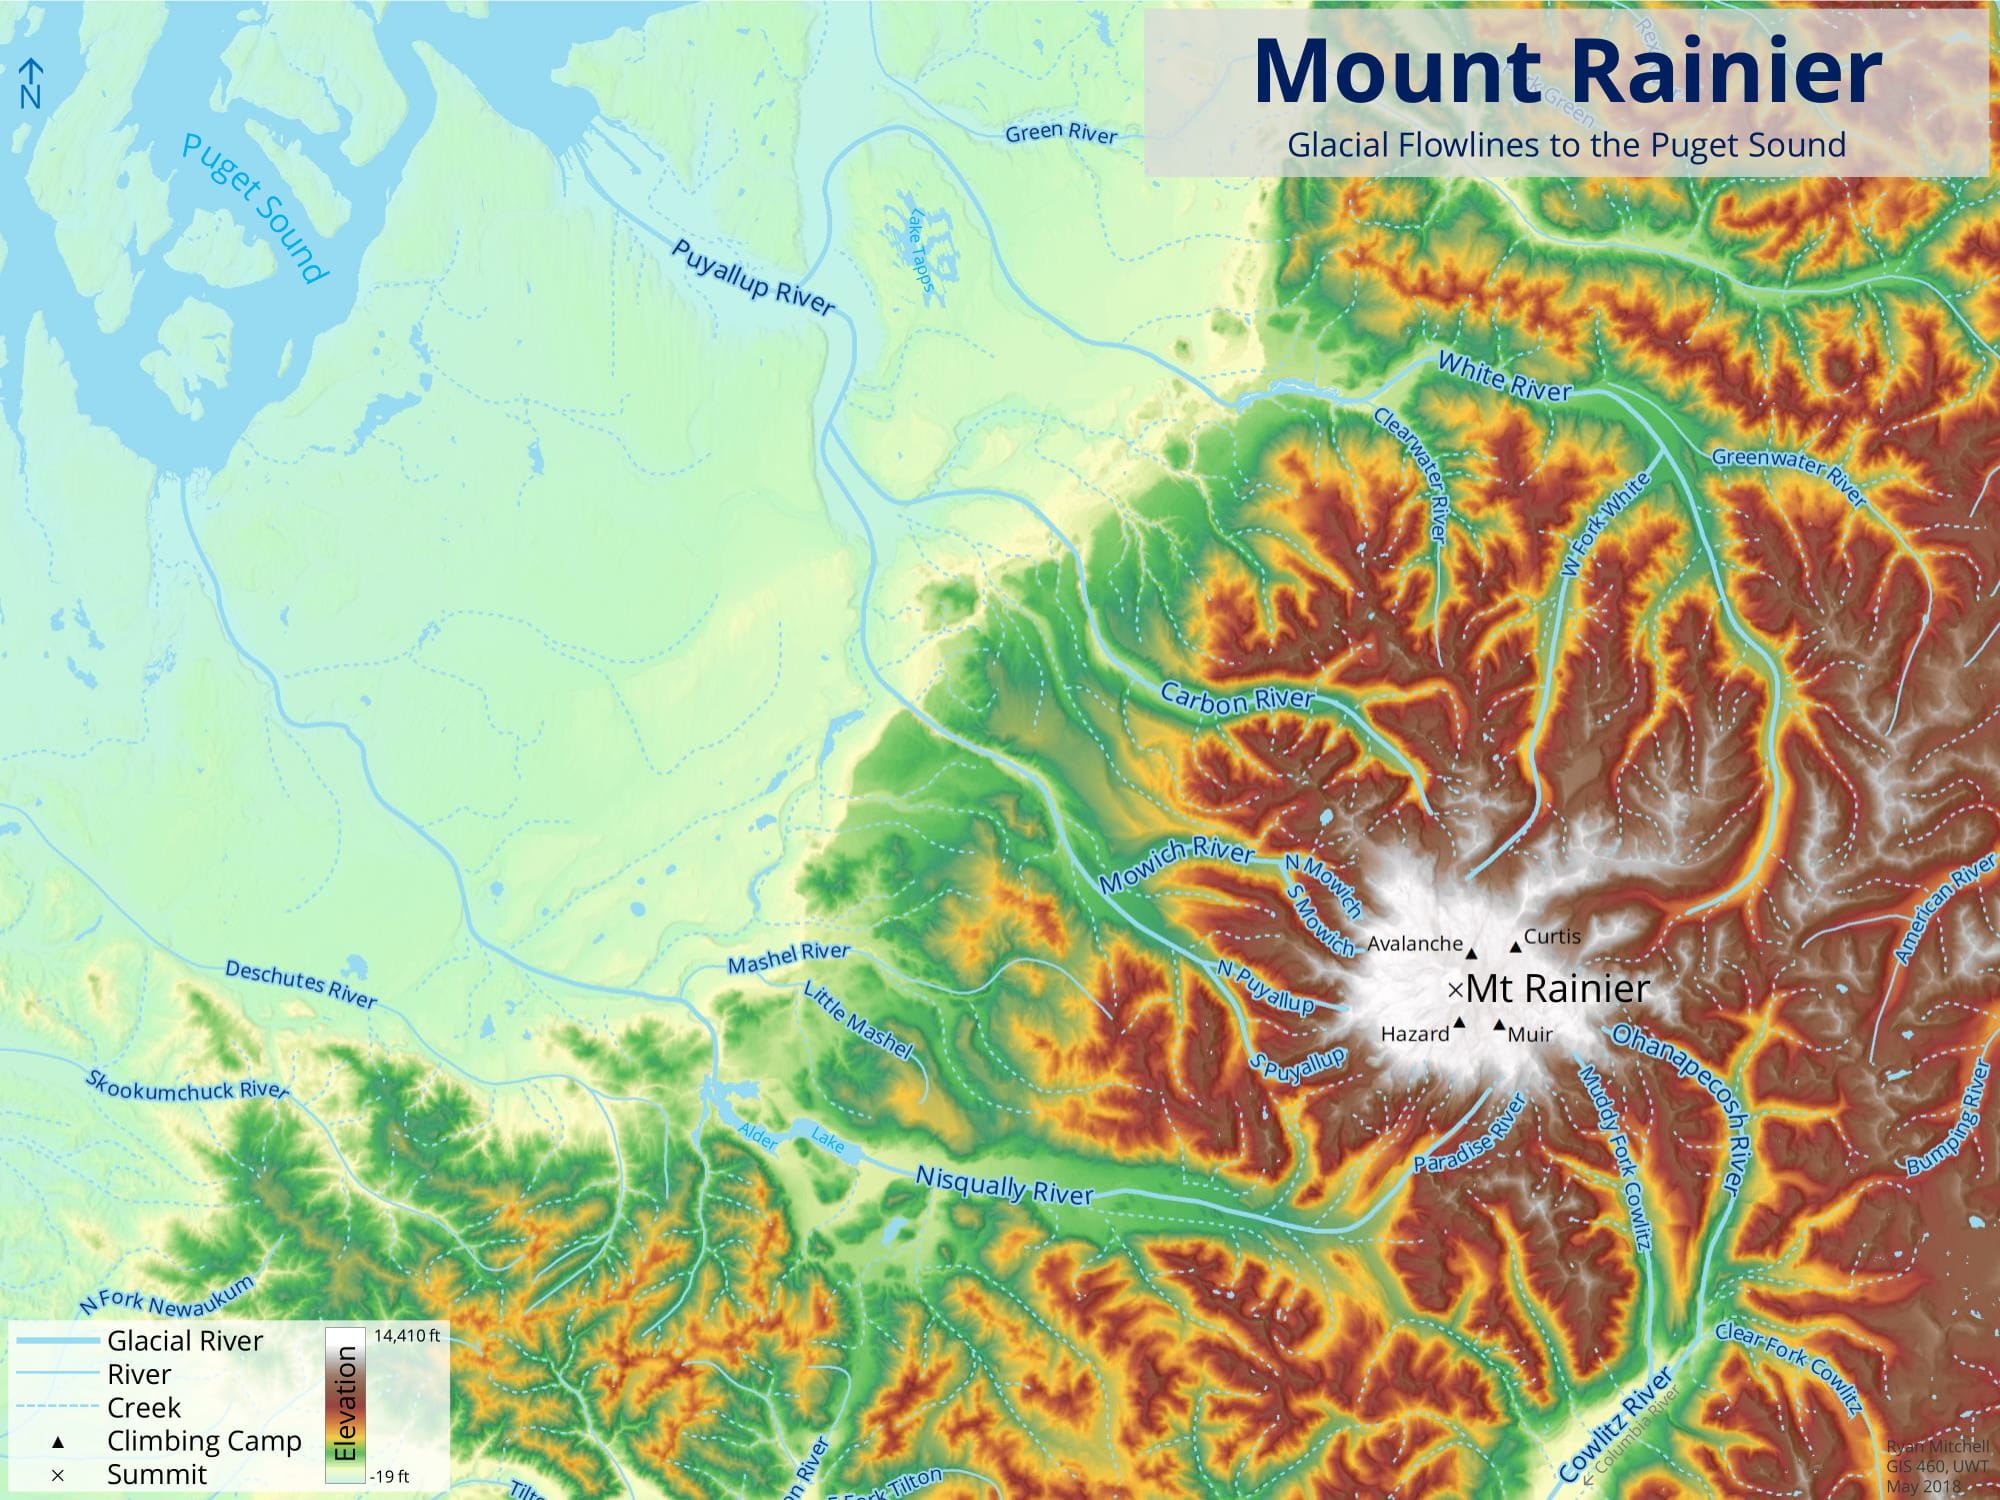 Mount Rainier
Glacial Flowlines to the Puget Sound
N
Puget Sound
Green River
Fork Green
Lake Tapps
Puyallup River
White River
Clearwater River
Greenwater River
W Fork White
Carbon River
Mowich River
N Mowich
S Mowich
American River
Avalanche
Curtis
Mt Rainier
Hazard
Muir
N Puyallup
S Puyallup
Ohanapecosh River
Mashel River
Little Mashel
Deschutes River
Skookumchuck River
Alder Lake
Nisqually River
Paradise River
Muddy Fork Cowlitz
Bumping River
N Fork Newaukum
Clear Fork Cowlitz
Cowlitz River
← Columbia River
Fork Tilton
River
Glacial River
River
Creek
Climbing Camp
Summit
Elevation
14,410 ft
-19 ft
Ryan Mitchell
GIS 460, UWT
May 2018